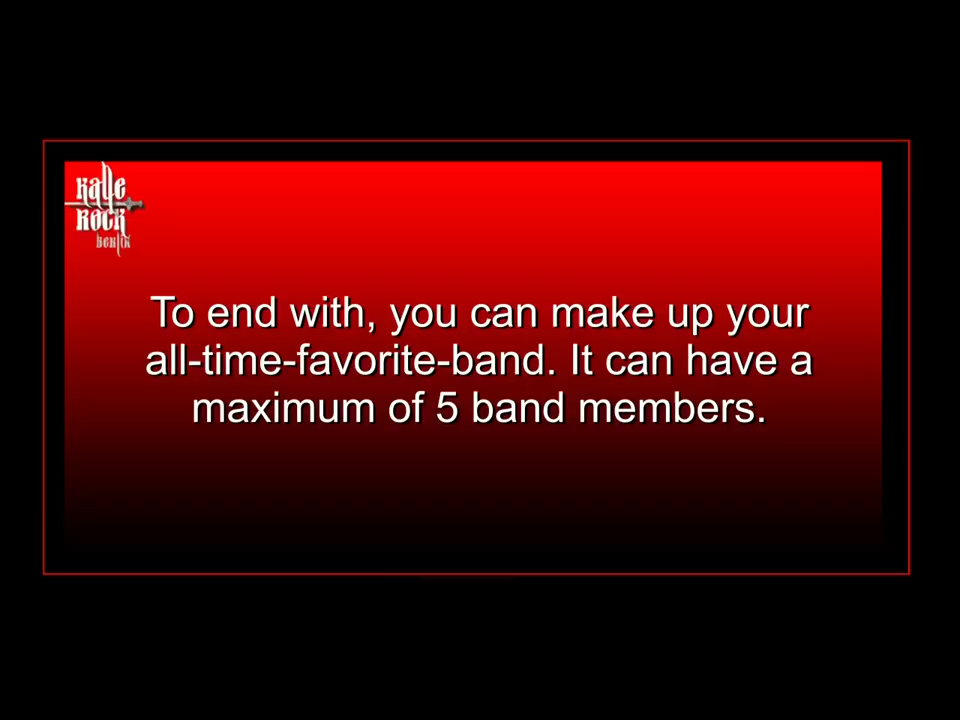 KALLE
ROCK
BERLIN
To end with, you can make up your
all-time-favorite-band. It can have a
maximum of 5 band members.